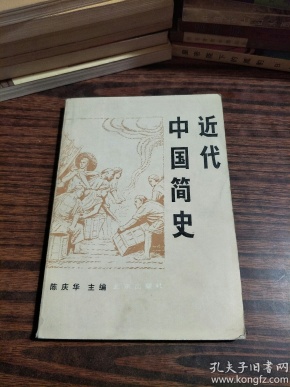 近代
中国简史
陈庆华 主编
孔夫子旧书网
kongfz.com